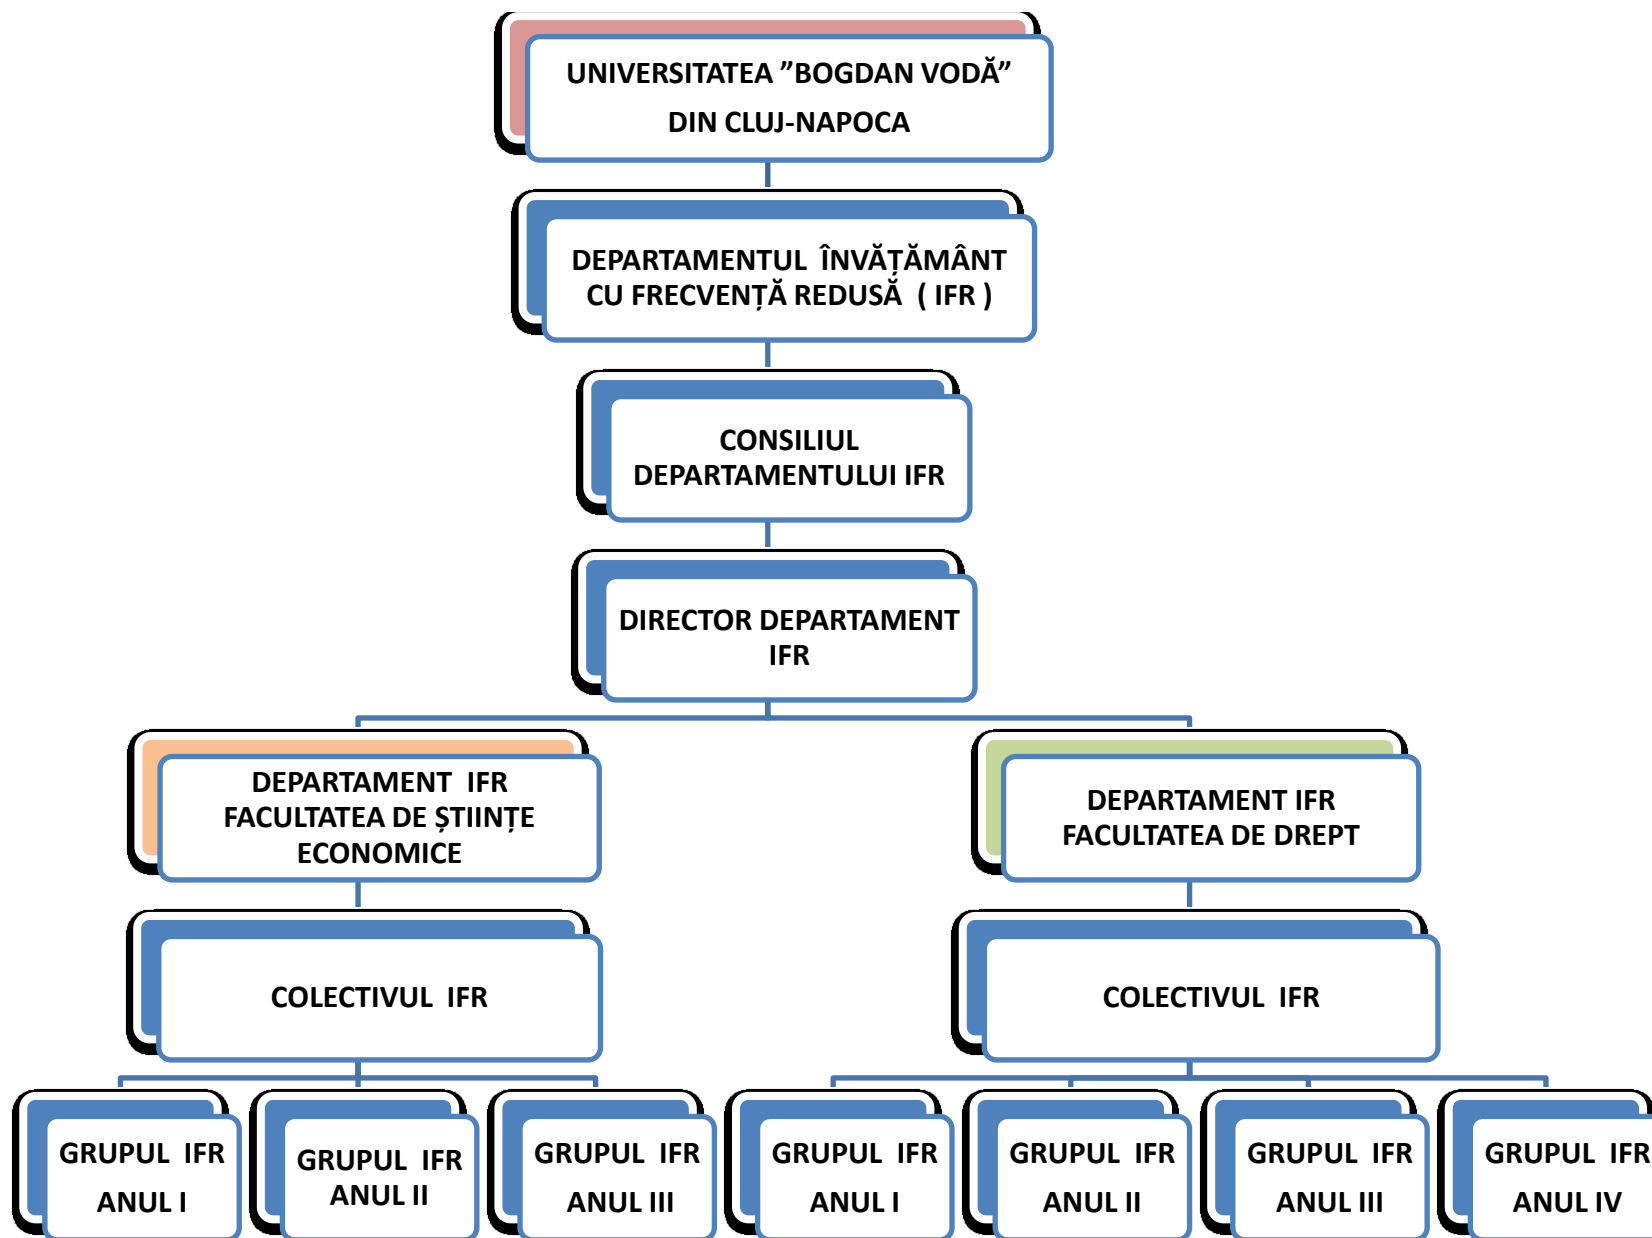 UNIVERSITATEA ”BOGDAN VODĂ”
DIN CLUJ-NAPOCA
DEPARTAMENTUL ÎNVĂȚĂMÂNT
CU FRECVENȚĂ REDUSĂ ( IFR )
CONSILIUL
DEPARTAMENTULUI IFR
DIRECTOR DEPARTAMENT
IFR
DEPARTAMENT IFR
FACULTATEA DE ȘTIINȚE
ECONOMICE
DEPARTAMENT IFR
FACULTATEA DE DREPT
COLECTIVUL IFR
COLECTIVUL IFR
GRUPUL IFR
ANUL I
GRUPUL IFR
ANUL II
GRUPUL IFR
ANUL III
GRUPUL IFR
ANUL I
GRUPUL IFR
ANUL II
GRUPUL IFR
ANUL III
GRUPUL IFR
ANUL IV